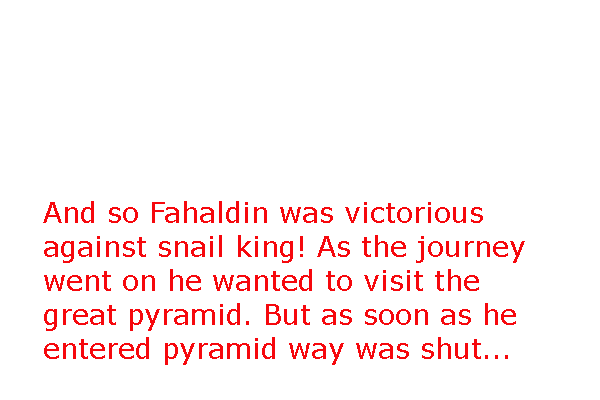 And so Fahaldin was victorious
against snail king! As the journey
went on he wanted to visit the
great pyramid. But as soon as he
entered pyramid way was shut...